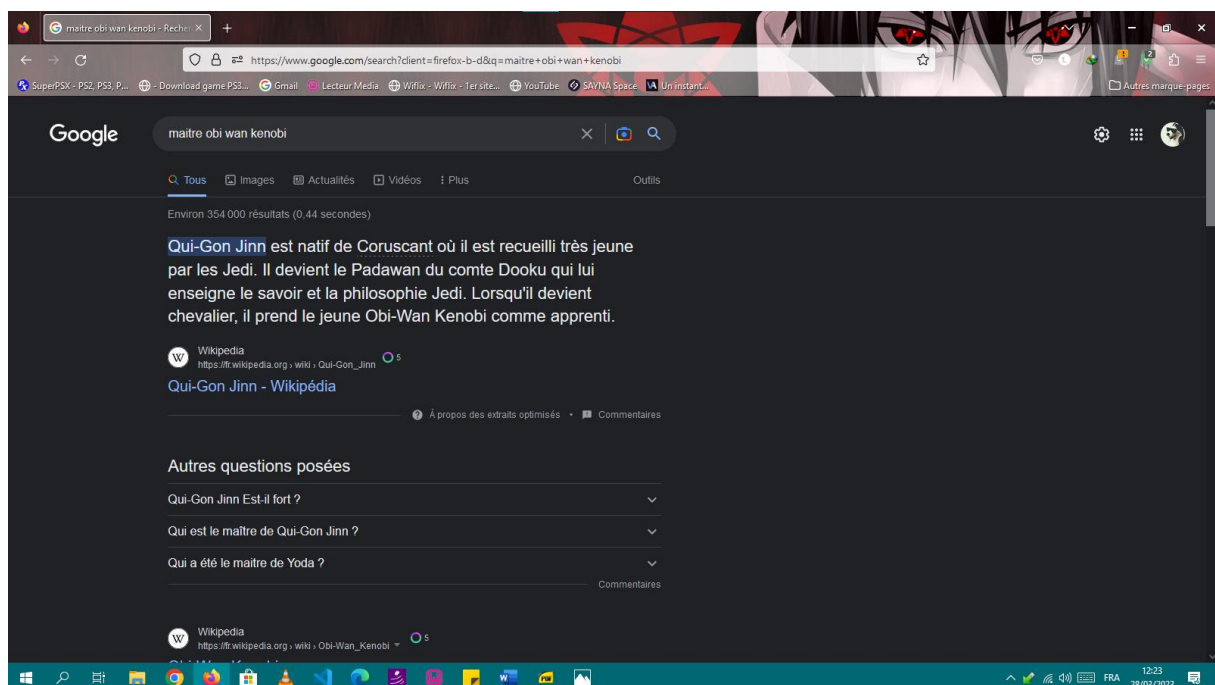 maitre obi wan kenobi - Reche
https://www.google.com/search?client=firefox-b-d&q=maitre+obi+wan+kenobi
SuperPSX - PS2, PS3, P... - Download game PS3... Gmail Lecteur Media Wiflix - Wiflix - 1er site... YouTube SAYNA Space Un instant... Autres marque-pages
Google maitre obi wan kenobi
Tous Images Actualités Vidéos Plus Outils
Environ 354 000 résultats (0,44 secondes)
Qui-Gon Jinn est natif de Coruscant où il est recueilli très jeune
par les Jedi. Il devient le Padawan du comte Dooku qui lui
enseigne le savoir et la philosophie Jedi. Lorsqu'il devient
chevalier, il prend le jeune Obi-Wan Kenobi comme apprenti.
Wikipedia
https://fr.wikipedia.org › wiki › Qui-Gon_Jinn 5
Qui-Gon Jinn - Wikipédia
À propos des extraits optimisés • Commentaires
Autres questions posées
Qui-Gon Jinn Est-il fort ?
Qui est le maître de Qui-Gon Jinn ?
Qui a été le maitre de Yoda ?
Commentaires
Wikipedia
https://fr.wikipedia.org › wiki › Obi-Wan_Kenobi 5
FRA 12:23